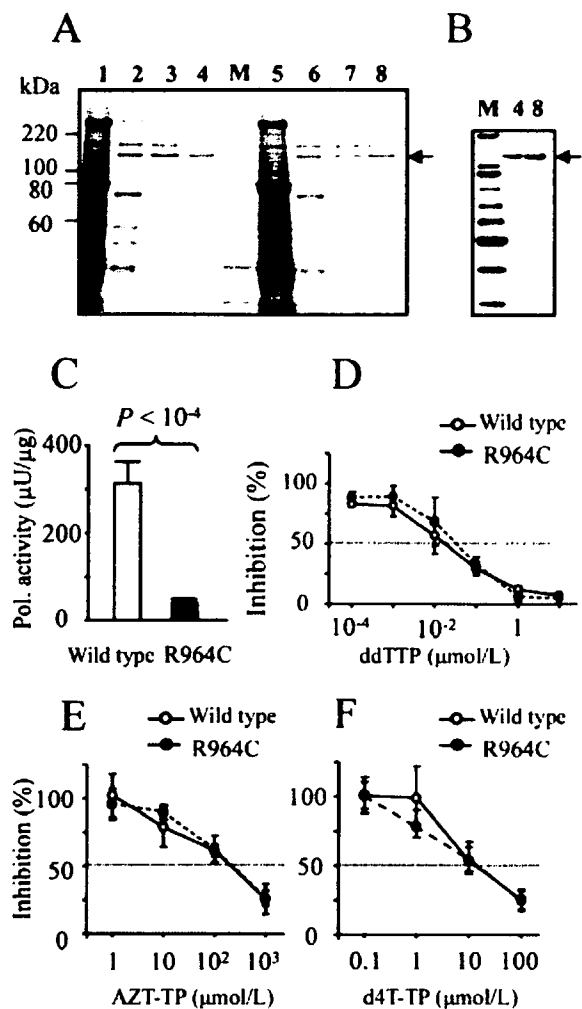 A
B
1 2 3 4 M 5 6 7 8
kDa
220
100
80
60
M 4 8
C
P < 10⁻⁴
Pol. activity (μU/μg)
400
200
0
Wild type R964C
D
Wild type
R964C
Inhibition (%)
100
50
0
10⁻⁴ 10⁻² 1
ddTTP (μmol/L)
E
Wild type
R964C
Inhibition (%)
100
50
0
1 10 10² 10³
AZT-TP (μmol/L)
F
Wild type
R964C
100
50
0
0.1 1 10 100
d4T-TP (μmol/L)